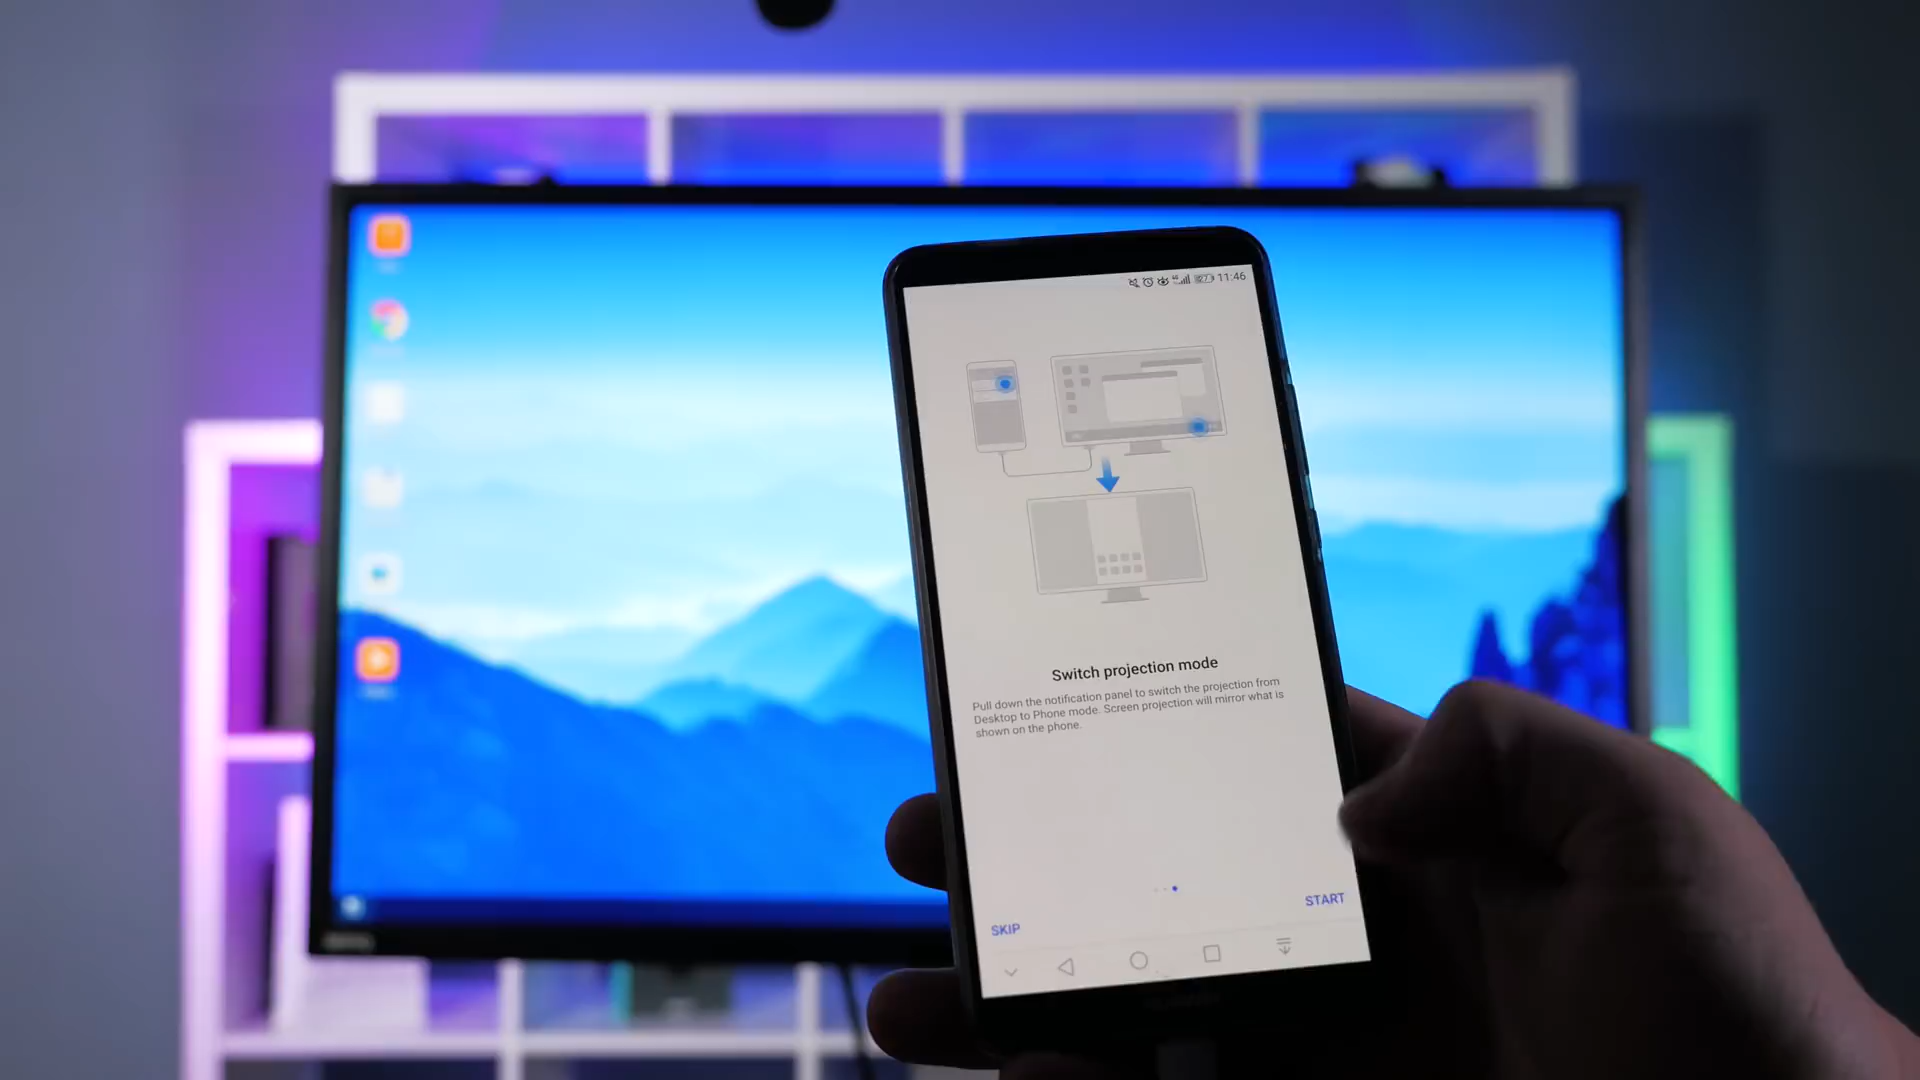 11:46
Switch projection mode
Pull down the notification panel to switch the projection from
Desktop to Phone mode. Screen projection will mirror what is
shown on the phone.
SKIP
START